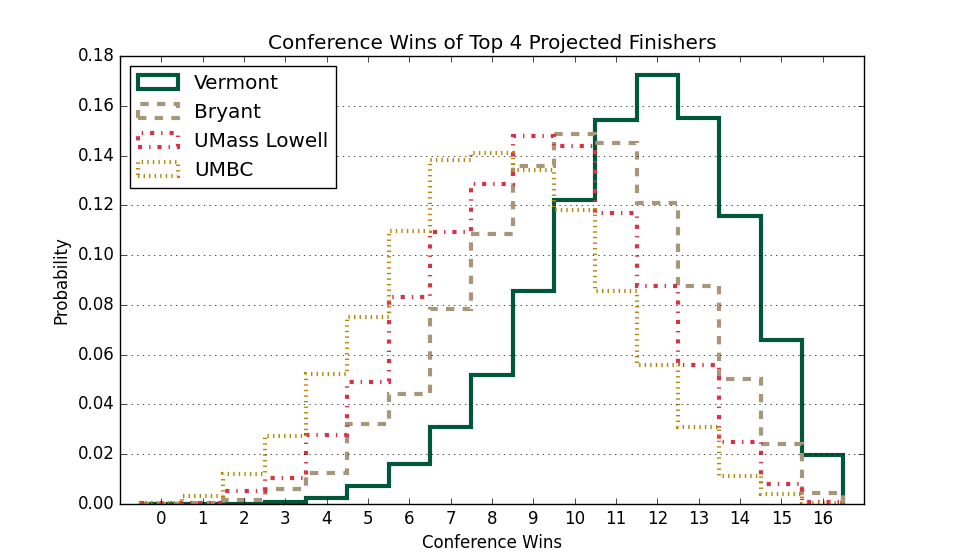 Conference Wins of Top 4 Projected Finishers
Vermont
Bryant
UMass Lowell
UMBC
0.18
0.16
0.14
0.12
0.10
0.08
0.06
0.04
0.02
0.00
Probability
0 1 2 3 4 5 6 7 8 9 10 11 12 13 14 15 16
Conference Wins